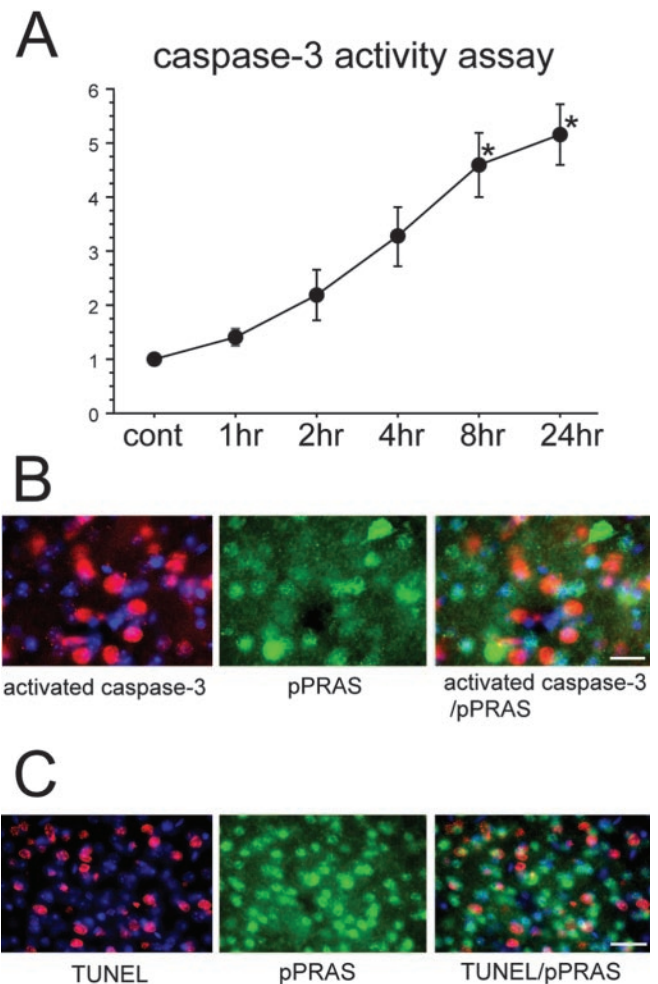 A
caspase-3 activity assay
6
5
4
3
2
1
0
*
*
cont 1hr 2hr 4hr 8hr 24hr
B
activated caspase-3
pPRAS
activated caspase-3
/pPRAS
C
TUNEL
pPRAS
TUNEL/pPRAS